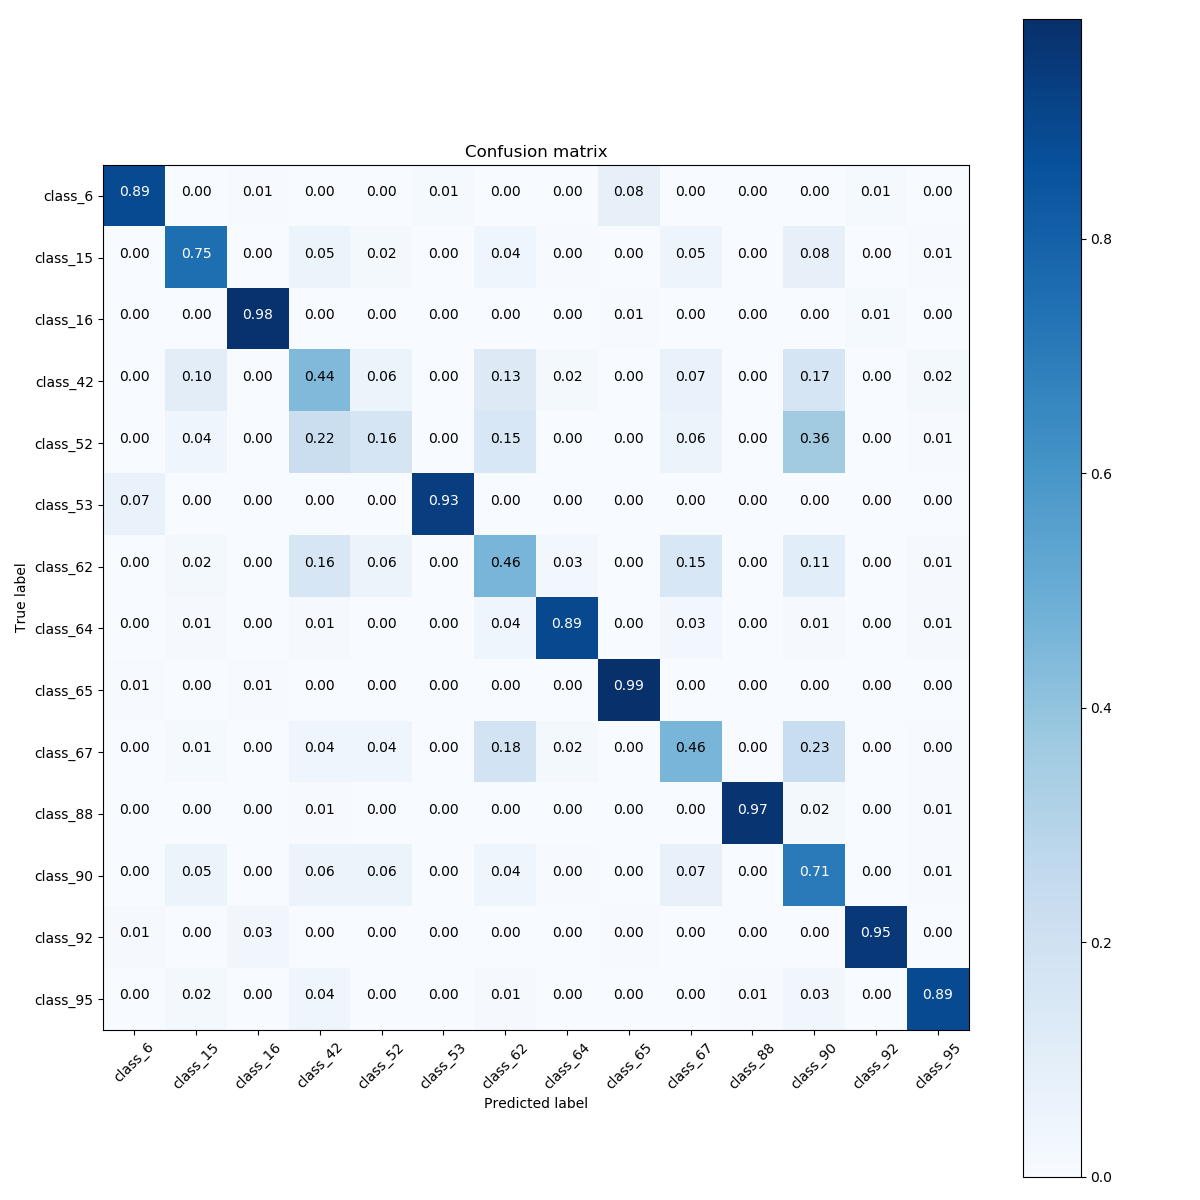 Confusion matrix
class_6 0.89 0.00 0.01 0.00 0.00 0.01 0.00 0.00 0.08 0.00 0.00 0.00 0.01 0.00
class_15 0.00 0.75 0.00 0.05 0.02 0.00 0.04 0.00 0.00 0.05 0.00 0.08 0.00 0.01
class_16 0.00 0.00 0.98 0.00 0.00 0.00 0.00 0.00 0.01 0.00 0.00 0.00 0.01 0.00
class_42 0.00 0.10 0.00 0.44 0.06 0.00 0.13 0.02 0.00 0.07 0.00 0.17 0.00 0.02
class_52 0.00 0.04 0.00 0.22 0.16 0.00 0.15 0.00 0.00 0.06 0.00 0.36 0.00 0.01
class_53 0.07 0.00 0.00 0.00 0.00 0.93 0.00 0.00 0.00 0.00 0.00 0.00 0.00 0.00
class_62 0.00 0.02 0.00 0.16 0.06 0.00 0.46 0.03 0.00 0.15 0.00 0.11 0.00 0.01
class_64 0.00 0.01 0.00 0.01 0.00 0.00 0.04 0.89 0.00 0.03 0.00 0.01 0.00 0.01
class_65 0.01 0.00 0.01 0.00 0.00 0.00 0.00 0.00 0.99 0.00 0.00 0.00 0.00 0.00
class_67 0.00 0.01 0.00 0.04 0.04 0.00 0.18 0.02 0.00 0.46 0.00 0.23 0.00 0.00
class_88 0.00 0.00 0.00 0.01 0.00 0.00 0.00 0.00 0.00 0.00 0.97 0.02 0.00 0.01
class_90 0.00 0.05 0.00 0.06 0.06 0.00 0.04 0.00 0.00 0.07 0.00 0.71 0.00 0.01
class_92 0.01 0.00 0.03 0.00 0.00 0.00 0.00 0.00 0.00 0.00 0.00 0.00 0.95 0.00
class_95 0.00 0.02 0.00 0.04 0.00 0.00 0.01 0.00 0.00 0.00 0.01 0.03 0.00 0.89
class_6 class_15 class_16 class_42 class_52 class_53 class_62 class_64 class_65 class_67 class_88 class_90 class_92 class_95
Predicted label
True label
0.8
0.6
0.4
0.2
0.0